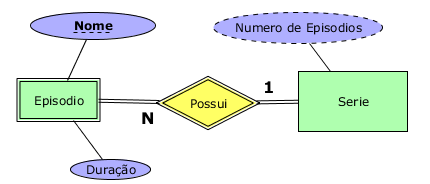 Nome
Numero de Episodios
Episodio
Possui
Serie
N
1
Duração